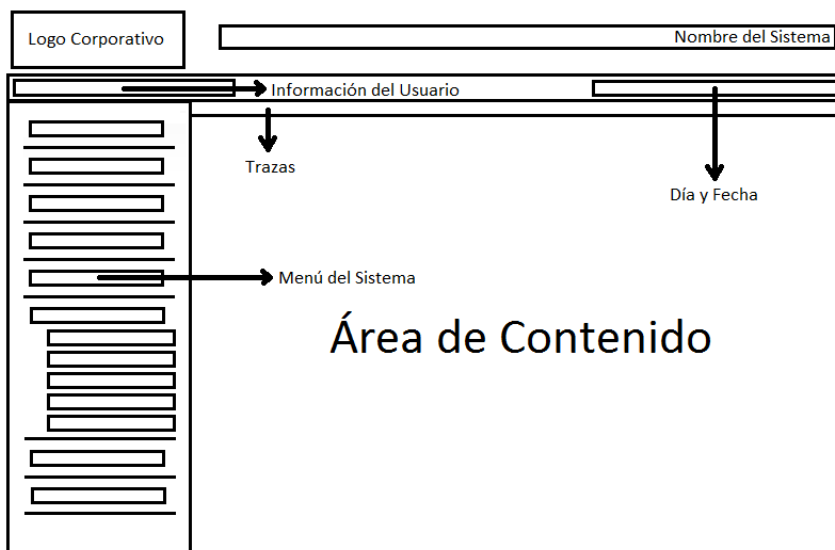 Logo Corporativo
Nombre del Sistema
Información del Usuario
Trazas
Día y Fecha
Menú del Sistema
Área de Contenido